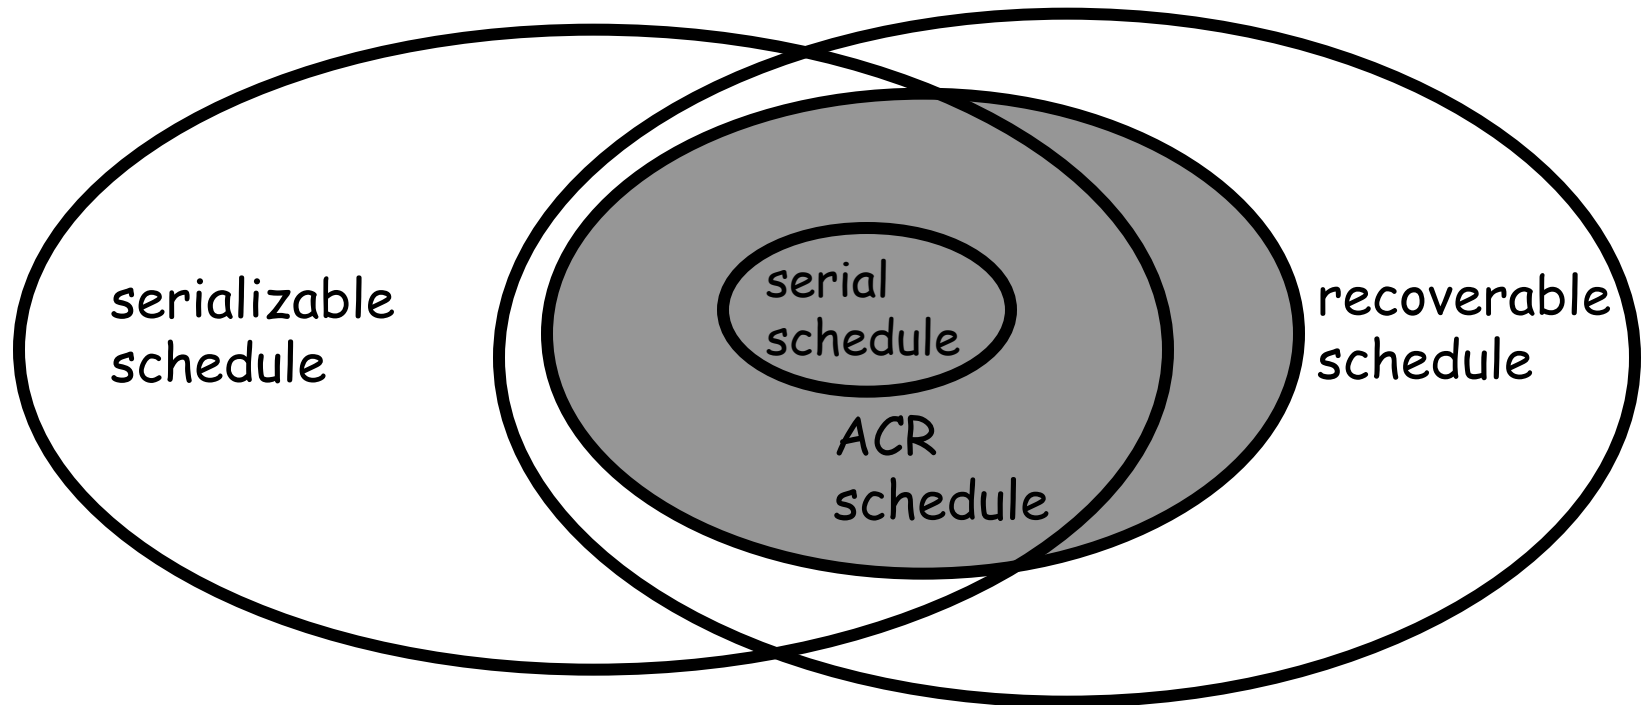 serializable
schedule
serial
schedule
ACR
schedule
recoverable
schedule